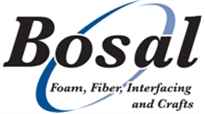 Bosal
Foam, Fiber, Interfacing
and Crafts